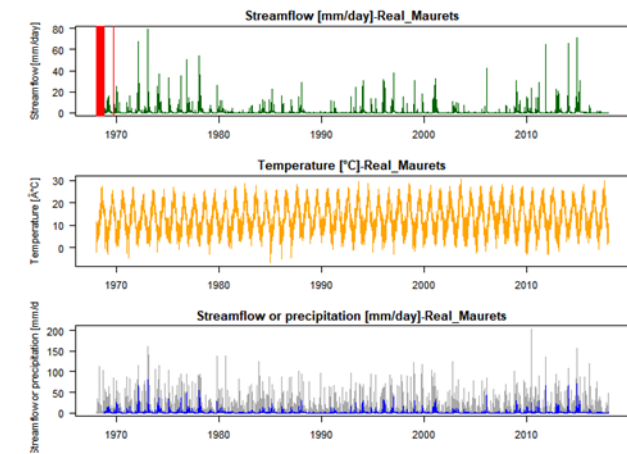 Streamflow [mm/day]-Real_Maurets
Streamflow [mm/day]
80
60
40
20
0
1970 1980 1990 2000 2010
Temperature [°C]-Real_Maurets
Temperature [Â°C]
30
20
10
0
1970 1980 1990 2000 2010
Streamflow or precipitation [mm/day]-Real_Maurets
Streamflow or precipitation [mm/d
200
150
100
50
0
1970 1980 1990 2000 2010